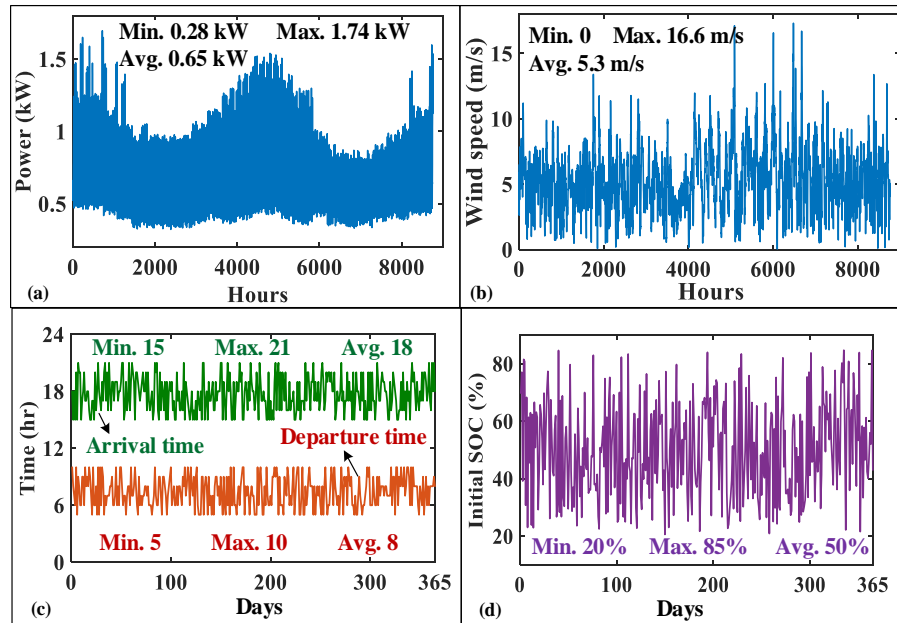 Min. 0.28 kW Max. 1.74 kW
Avg. 0.65 kW
Power (kW)
1.5
1
0.5
0 2000 4000 6000 8000
Hours
(a)
Min. 0 Max. 16.6 m/s
Avg. 5.3 m/s
Wind speed (m/s)
15
10
5
0
0 2000 4000 6000 8000
Hours
(b)
Min. 15 Max. 21 Avg. 18
Arrival time
Departure time
Min. 5 Max. 10 Avg. 8
Time (hr)
24
18
12
6
0
0 100 200 300 365
Days
(c)
Initial SOC (%)
80
60
40
20
Min. 20% Max. 85% Avg. 50%
0 100 200 300 365
Days
(d)